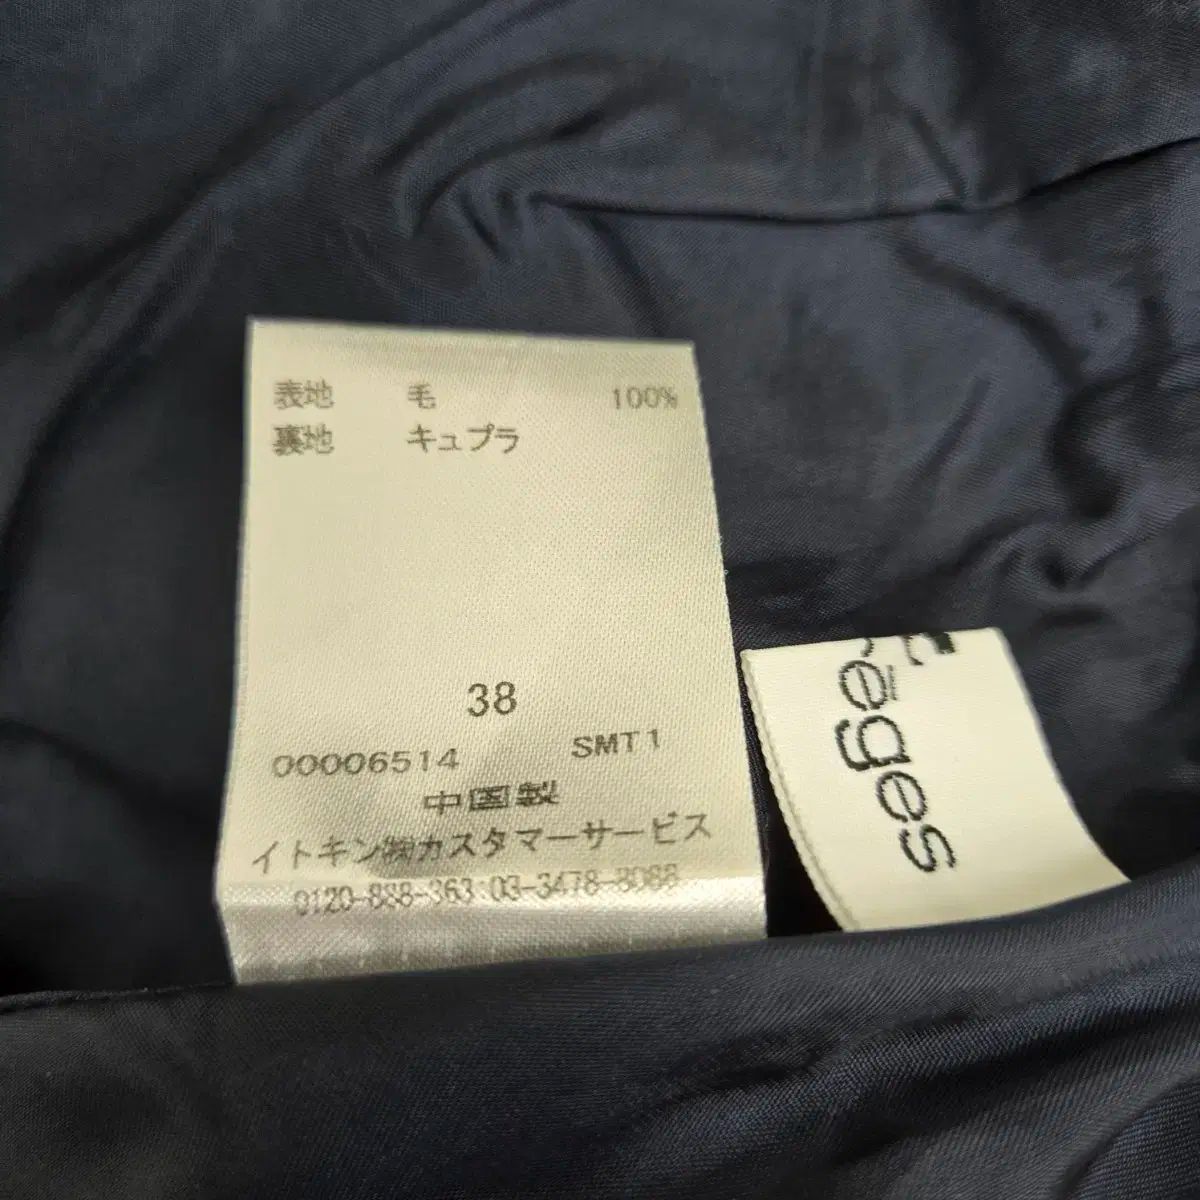 表地 毛 100%
裏地 キュプラ
38
00006514 SMT1
中国製
イトキン㈱カスタマーサービス
0120-888-363 03-3478-8088
règes